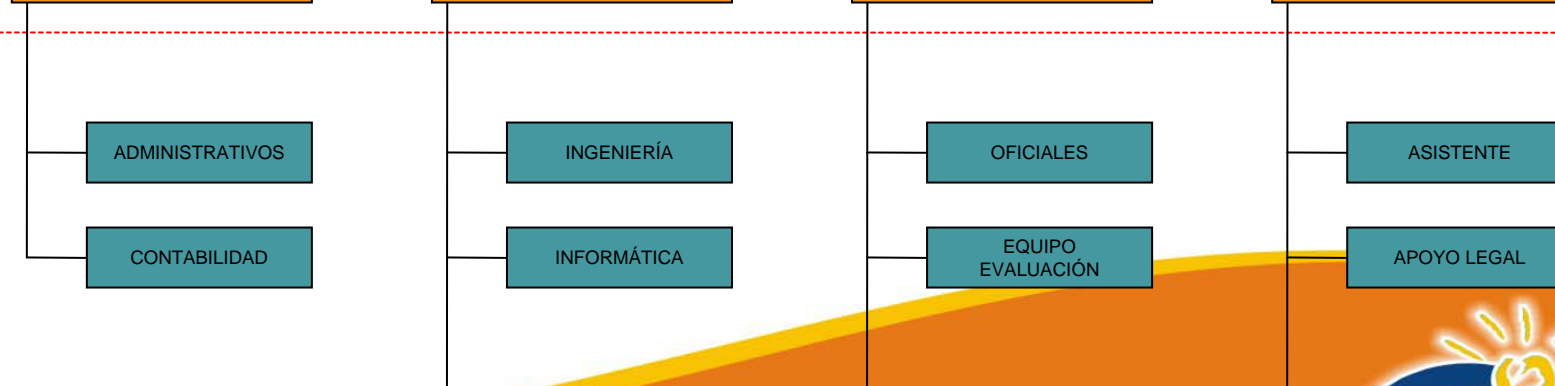 ADMINISTRATIVOS
INGENIERÍA
OFICIALES
ASISTENTE
CONTABILIDAD
INFORMÁTICA
EQUIPO
EVALUACIÓN
APOYO LEGAL